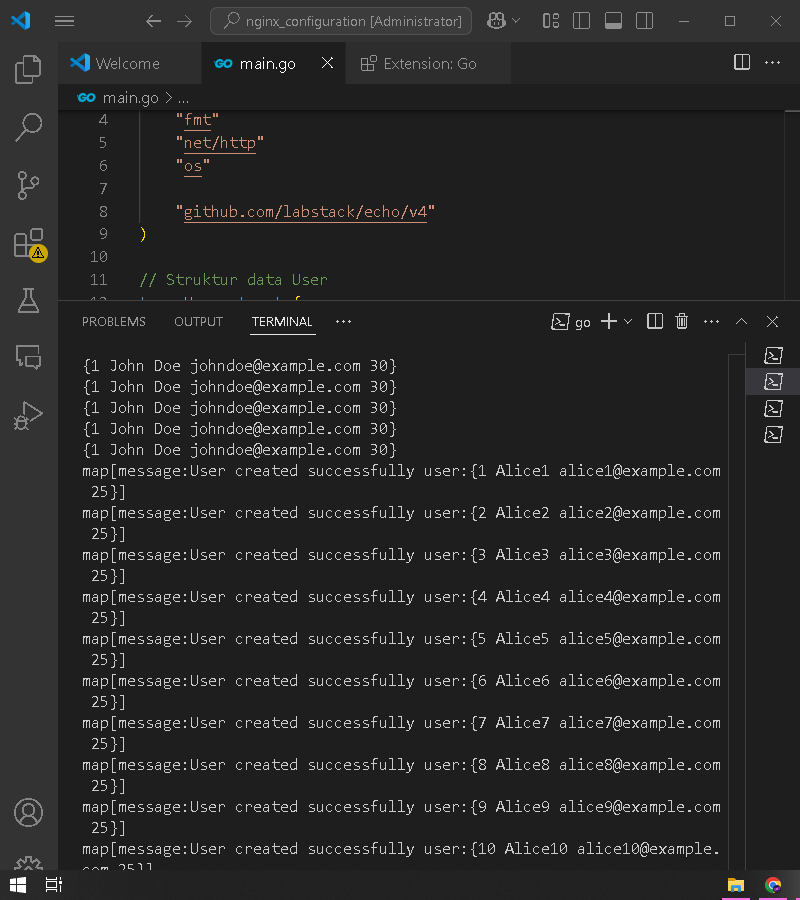 nginx_configuration [Administrator]
Welcome
GO main.go
Extension: Go
GO main.go > ...
4 "fmt"
5 "net/http"
6 "os"
7
8 "github.com/labstack/echo/v4"
9 )
10
11 // Struktur data User
PROBLEMS OUTPUT TERMINAL ... go
{1 John Doe johndoe@example.com 30}
{1 John Doe johndoe@example.com 30}
{1 John Doe johndoe@example.com 30}
{1 John Doe johndoe@example.com 30}
{1 John Doe johndoe@example.com 30}
map[message:User created successfully user:{1 Alice1 alice1@example.com
25}]
map[message:User created successfully user:{2 Alice2 alice2@example.com
25}]
map[message:User created successfully user:{3 Alice3 alice3@example.com
25}]
map[message:User created successfully user:{4 Alice4 alice4@example.com
25}]
map[message:User created successfully user:{5 Alice5 alice5@example.com
25}]
map[message:User created successfully user:{6 Alice6 alice6@example.com
25}]
map[message:User created successfully user:{7 Alice7 alice7@example.com
25}]
map[message:User created successfully user:{8 Alice8 alice8@example.com
25}]
map[message:User created successfully user:{9 Alice9 alice9@example.com
25}]
map[message:User created successfully user:{10 Alice10 alice10@example.
com 25}]